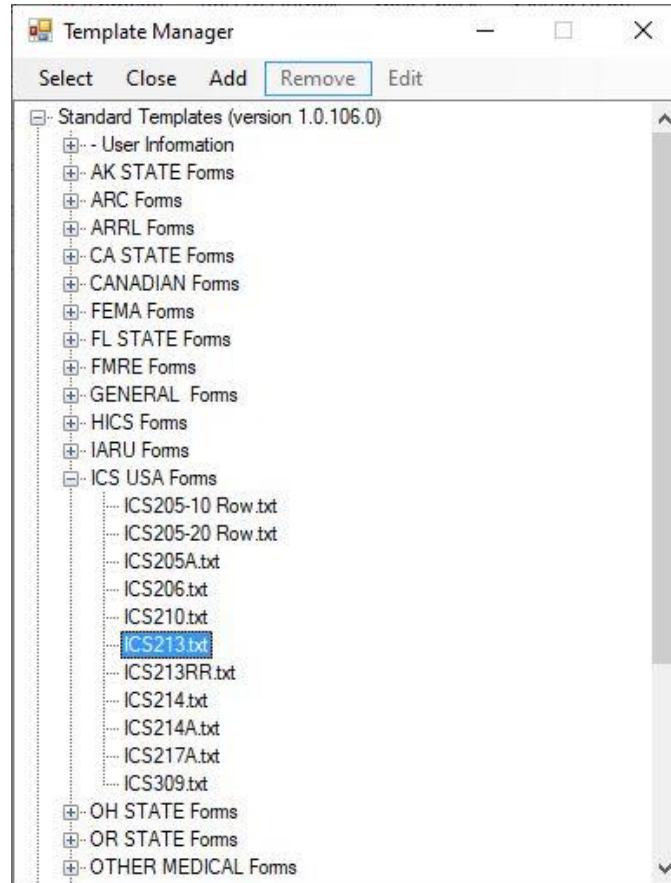 Template Manager
Select Close Add Remove Edit
Standard Templates (version 1.0.106.0)
- User Information
AK STATE Forms
ARC Forms
ARRL Forms
CA STATE Forms
CANADIAN Forms
FEMA Forms
FL STATE Forms
FMRE Forms
GENERAL  Forms
HICS Forms
IARU Forms
ICS USA Forms
ICS205-10 Row.txt
ICS205-20 Row.txt
ICS205A.txt
ICS206.txt
ICS210.txt
ICS213.txt
ICS213RR.txt
ICS214.txt
ICS214A.txt
ICS217A.txt
ICS309.txt
OH STATE Forms
OR STATE Forms
OTHER MEDICAL Forms